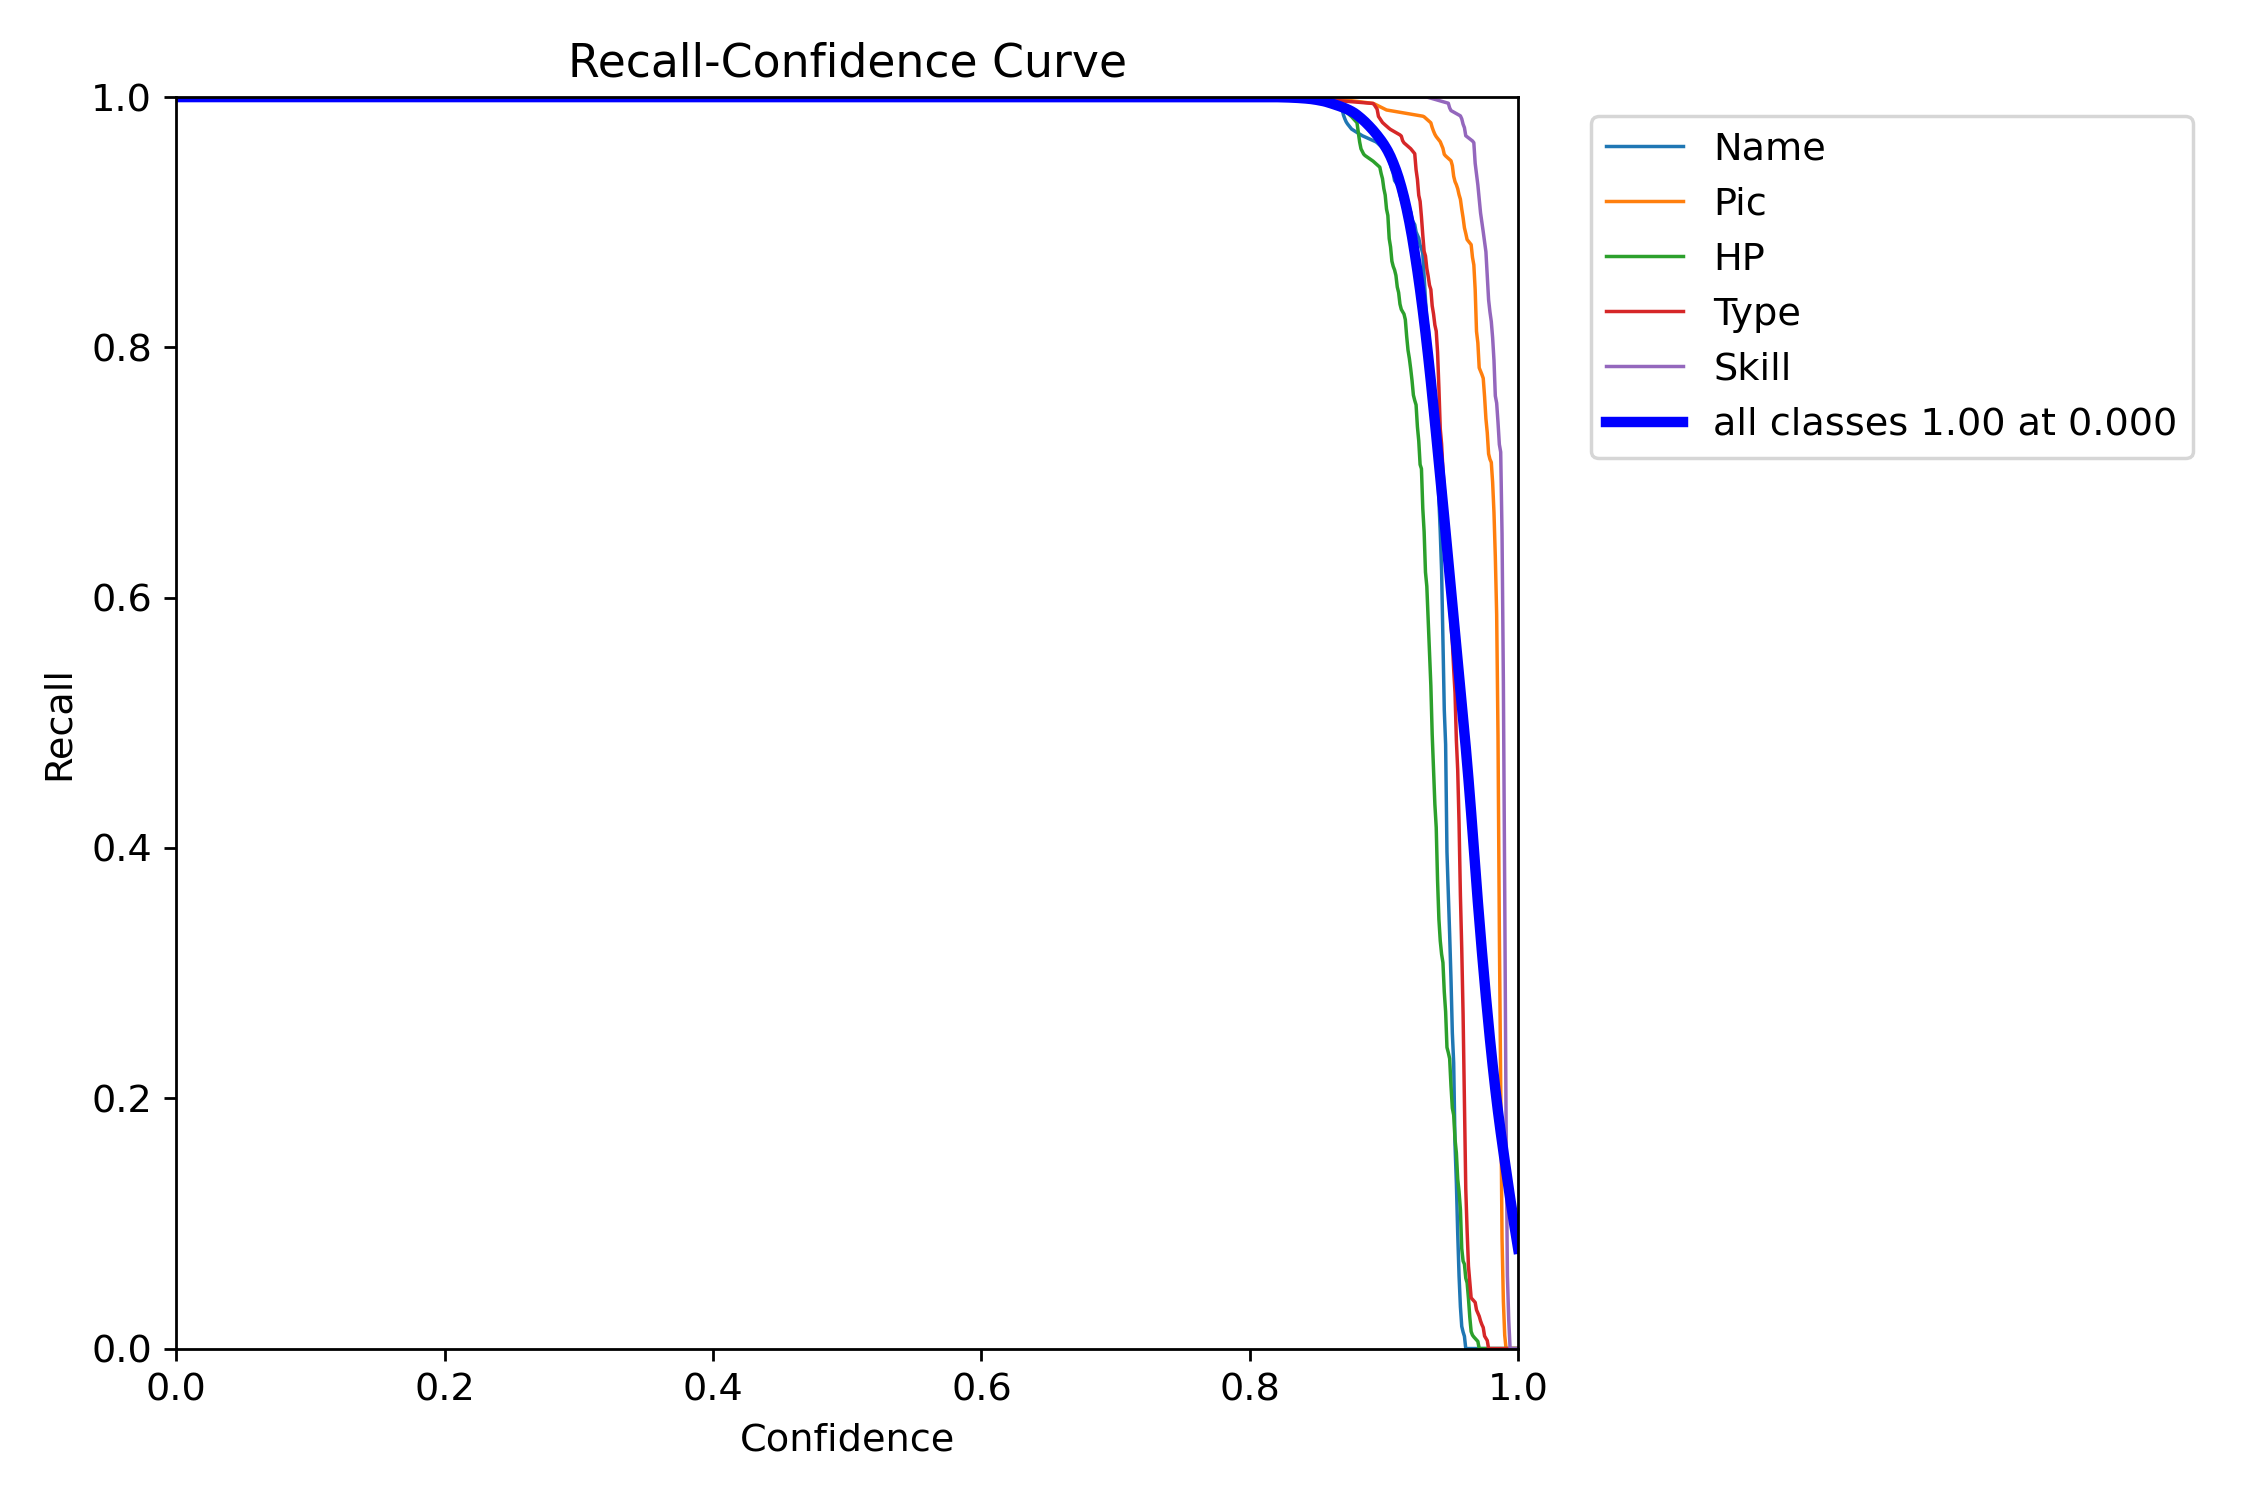 Recall-Confidence Curve
1.0
0.8
0.6
0.4
0.2
0.0
Recall
0.0 0.2 0.4 0.6 0.8 1.0
Confidence
Name
Pic
HP
Type
Skill
all classes 1.00 at 0.000